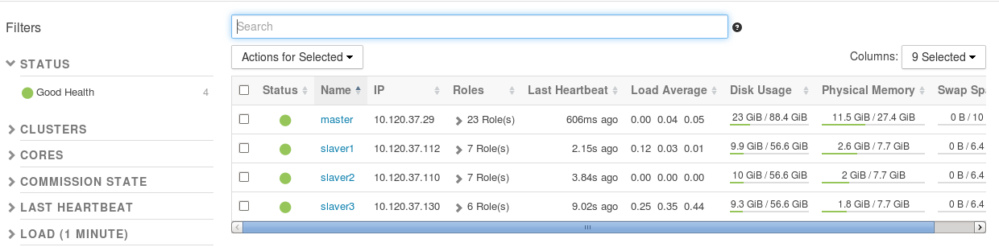 Filters
STATUS
Good Health 4
CLUSTERS
CORES
COMMISSION STATE
LAST HEARTBEAT
LOAD (1 MINUTE)
Search
Actions for Selected
Columns: 9 Selected
Status Name IP Roles Last Heartbeat Load Average Disk Usage Physical Memory Swap Spa
master 10.120.37.29 23 Role(s) 606ms ago 0.00 0.04 0.05 23 GiB / 88.4 GiB 11.5 GiB / 27.4 GiB 0 B / 10
slaver1 10.120.37.112 7 Role(s) 2.15s ago 0.12 0.03 0.01 9.9 GiB / 56.6 GiB 2.6 GiB / 7.7 GiB 0 B / 6.4
slaver2 10.120.37.110 7 Role(s) 3.84s ago 0.00 0.00 0.00 10 GiB / 56.6 GiB 2 GiB / 7.7 GiB 0 B / 6.4
slaver3 10.120.37.130 6 Role(s) 9.02s ago 0.25 0.35 0.44 9.3 GiB / 56.6 GiB 1.8 GiB / 7.7 GiB 0 B / 6.4